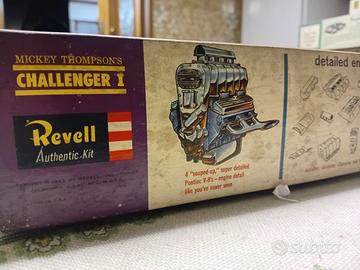 MICKEY THOMPSON'S
CHALLENGER I
Revell
Authentic-Kit
4 "souped-up," super detailed
Pontiac V-8's - engine detail
like you've never seen
detailed en
subito